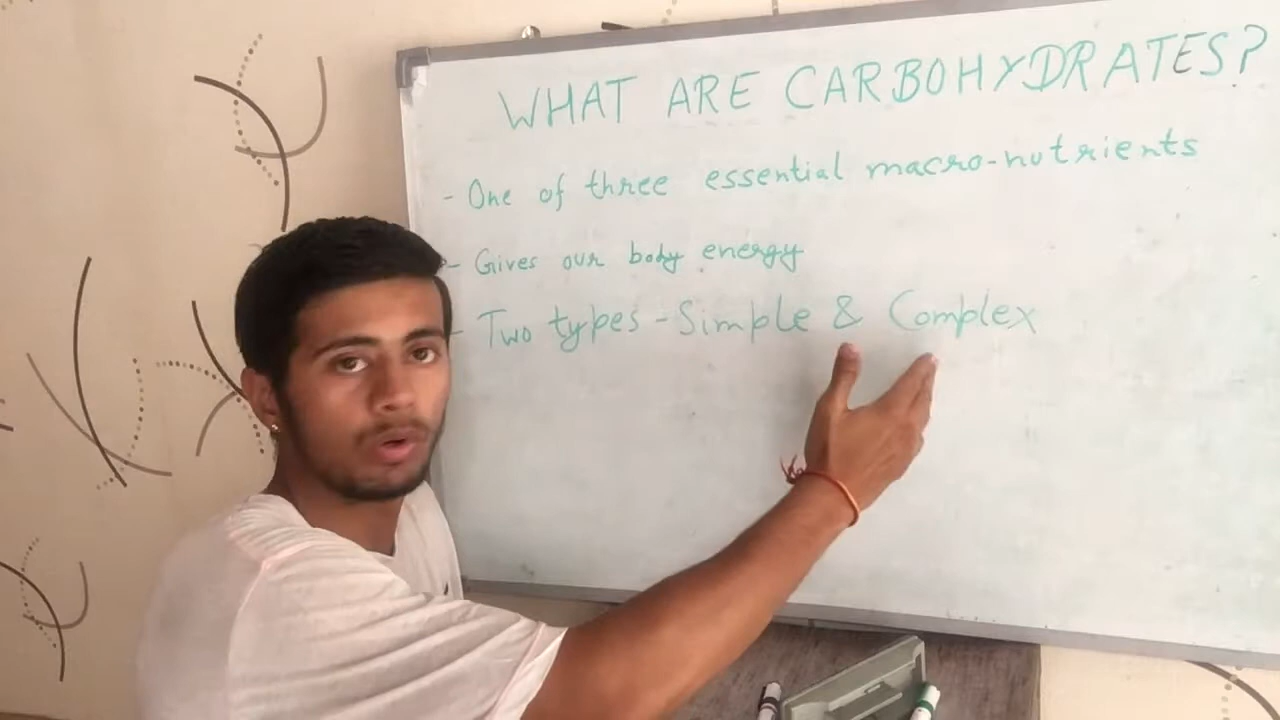 WHAT ARE CARBOHYDRATES?
- One of three essential macro-nutrients
- Gives our body energy
- Two types - Simple & Complex